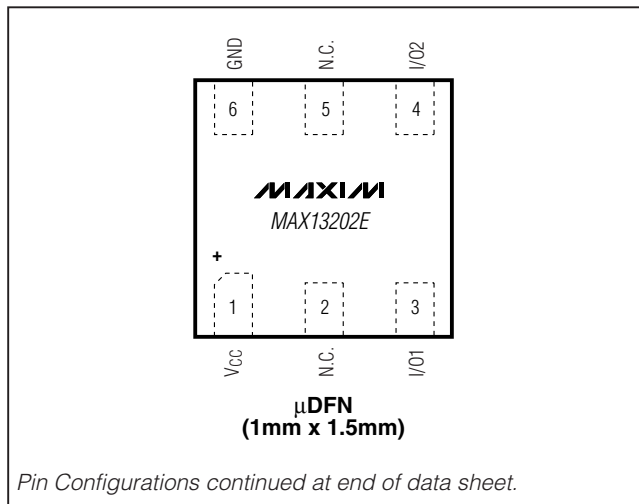 GND N.C. I/O2
6 5 4
MAXIM
MAX13202E
+
1 2 3
VCC N.C. I/O1
µDFN
(1mm x 1.5mm)
Pin Configurations continued at end of data sheet.